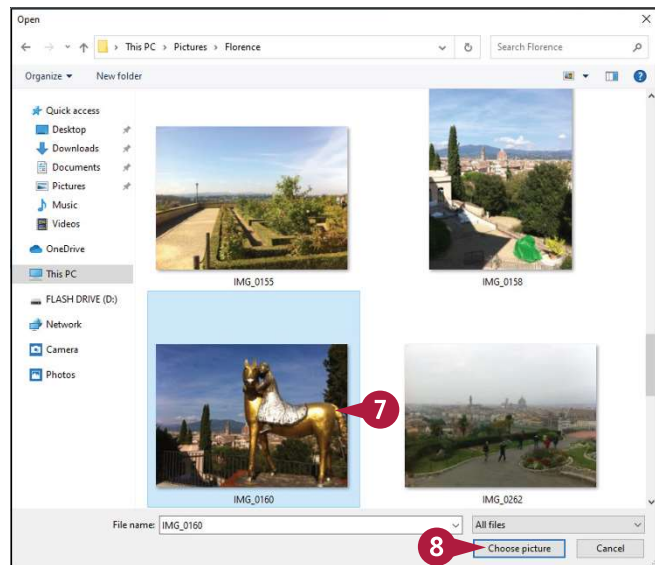 Open
This PC > Pictures > Florence
Search Florence
Organize
New folder
Quick access
Desktop
Downloads
Documents
Pictures
Music
Videos
OneDrive
This PC
FLASH DRIVE (D:)
Network
Camera
Photos
IMG_0155
IMG_0158
7
IMG_0160
IMG_0262
File name: IMG_0160
All files
8
Choose picture
Cancel